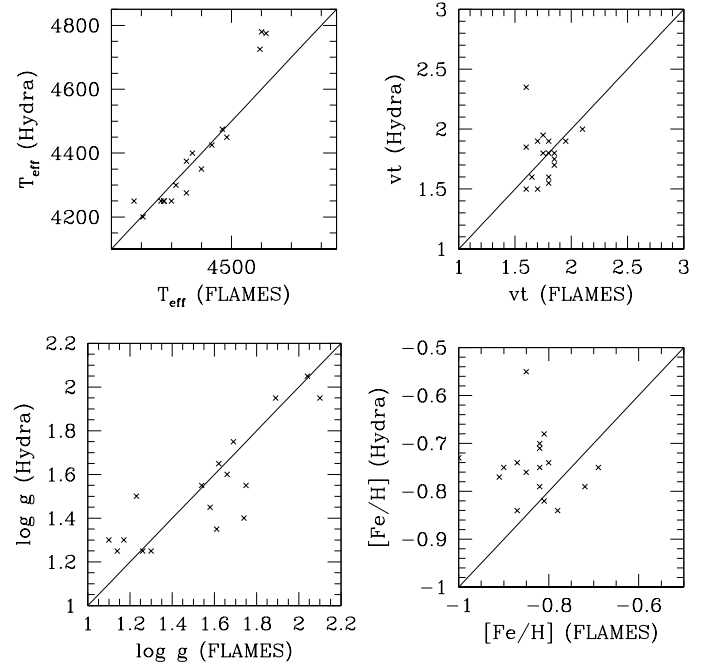 4800
4600
4400
4200
T_eff (Hydra)
4500
T_eff (FLAMES)
3
2.5
2
1.5
1
vt (Hydra)
1 1.5 2 2.5 3
vt (FLAMES)
2.2
2
1.8
1.6
1.4
1.2
1
log g (Hydra)
1 1.2 1.4 1.6 1.8 2 2.2
log g (FLAMES)
−0.5
−0.6
−0.7
−0.8
−0.9
−1
[Fe/H] (Hydra)
−1 −0.8 −0.6
[Fe/H] (FLAMES)